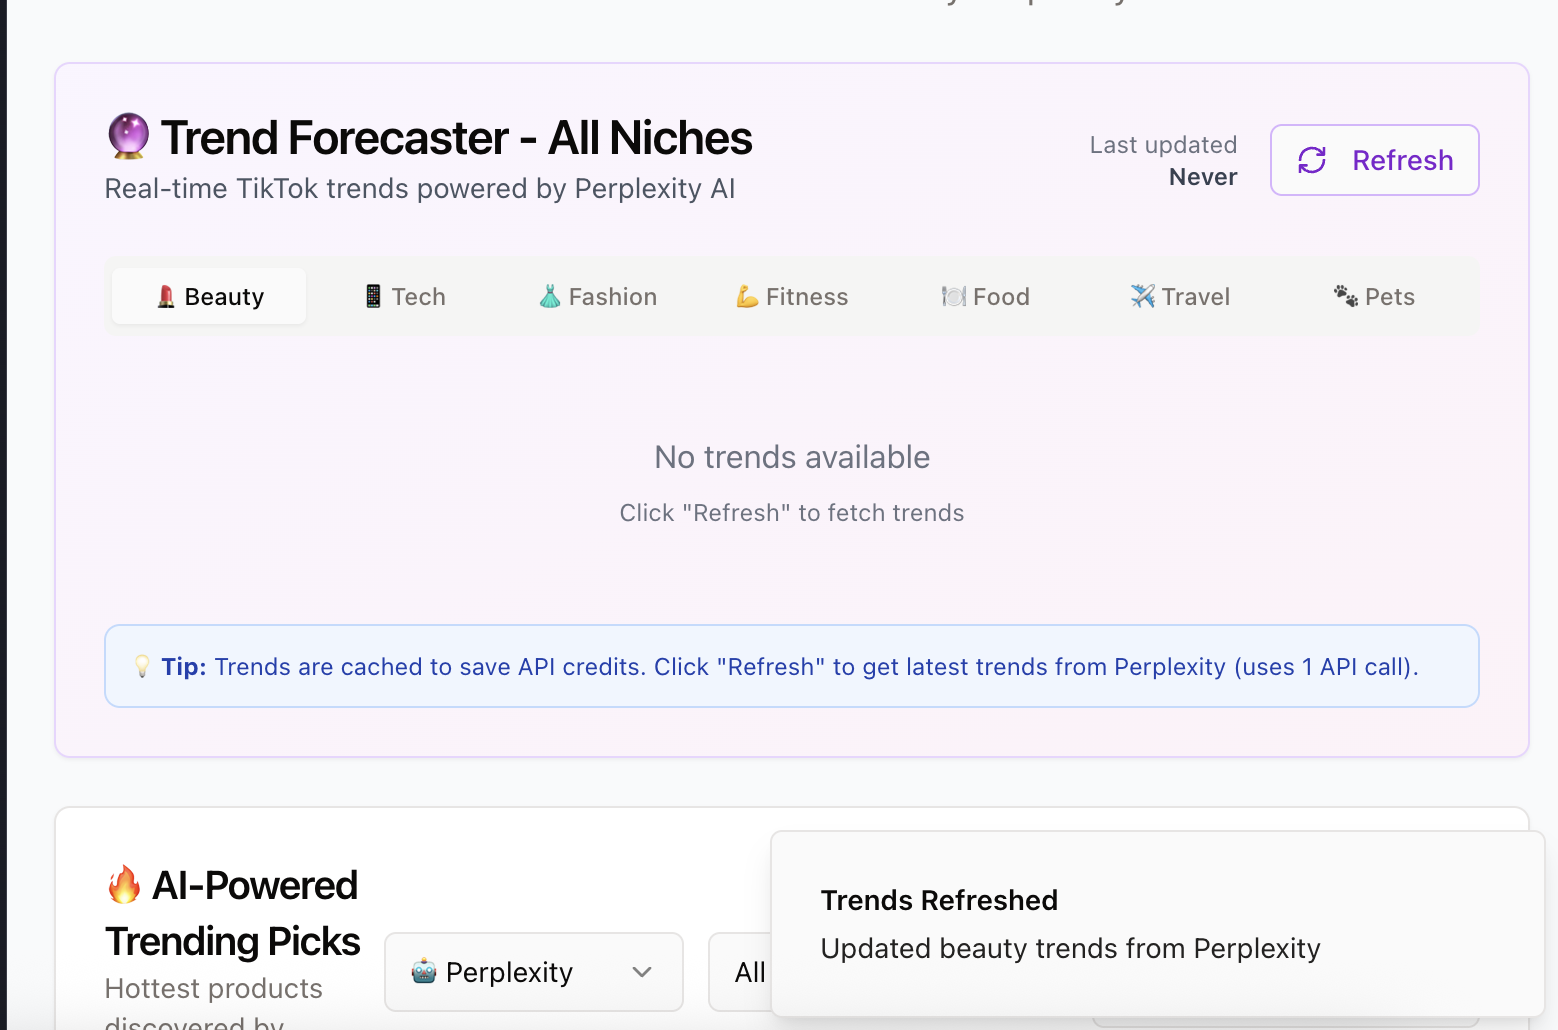 Trend Forecaster - All Niches
Real-time TikTok trends powered by Perplexity AI
Last updated
Never
Refresh
Beauty
Tech
Fashion
Fitness
Food
Travel
Pets
No trends available
Click "Refresh" to fetch trends
Tip: Trends are cached to save API credits. Click "Refresh" to get latest trends from Perplexity (uses 1 API call).
AI-Powered
Trending Picks
Hottest products
discovered by
Perplexity
All
Trends Refreshed
Updated beauty trends from Perplexity